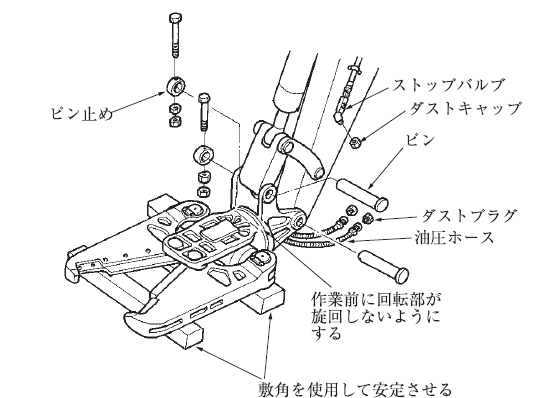 ストップバルブ
ピン止め
ダストキャップ
ピン
ダストプラグ
油圧ホース
作業前に回転部が
旋回しないように
する
敷角を使用して安定させる